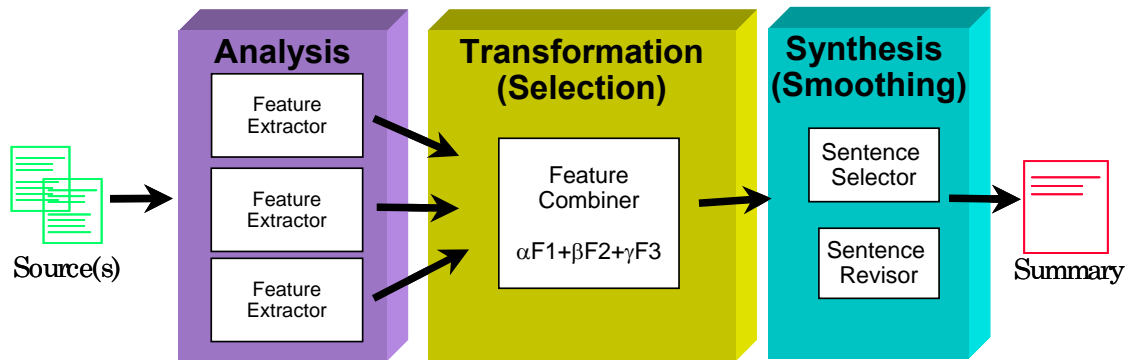 Source(s)
Analysis
Feature
Extractor
Feature
Extractor
Feature
Extractor
Transformation
(Selection)
Feature
Combiner
αF1+βF2+γF3
Synthesis
(Smoothing)
Sentence
Selector
Sentence
Revisor
Summary